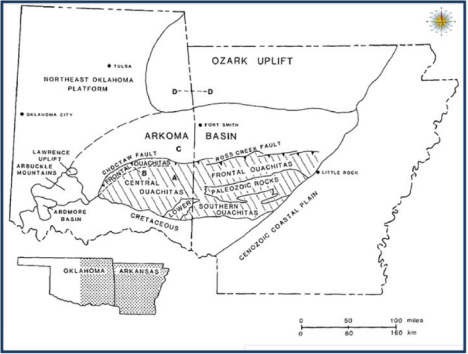 OZARK UPLIFT
TULSA
NORTHEAST OKLAHOMA
PLATFORM
D D
OKLAHOMA CITY
FORT SMITH
ARKOMA BASIN
LAWRENCE
UPLIFT
ARBUCKLE
MOUNTAINS
CHOCTAW FAULT
C
ROSS CREEK FAULT
FRONTAL OUACHITAS
B
A
CENTRAL
OUACHITAS
FRONTAL OUACHITAS
LITTLE ROCK
PALEOZOIC ROCKS
LOWER
SOUTHERN
OUACHITAS
ARDMORE
BASIN
CRETACEOUS
CENOZOIC COASTAL PLAIN
OKLAHOMA
ARKANSAS
0 50 100 miles
0 80 160 km